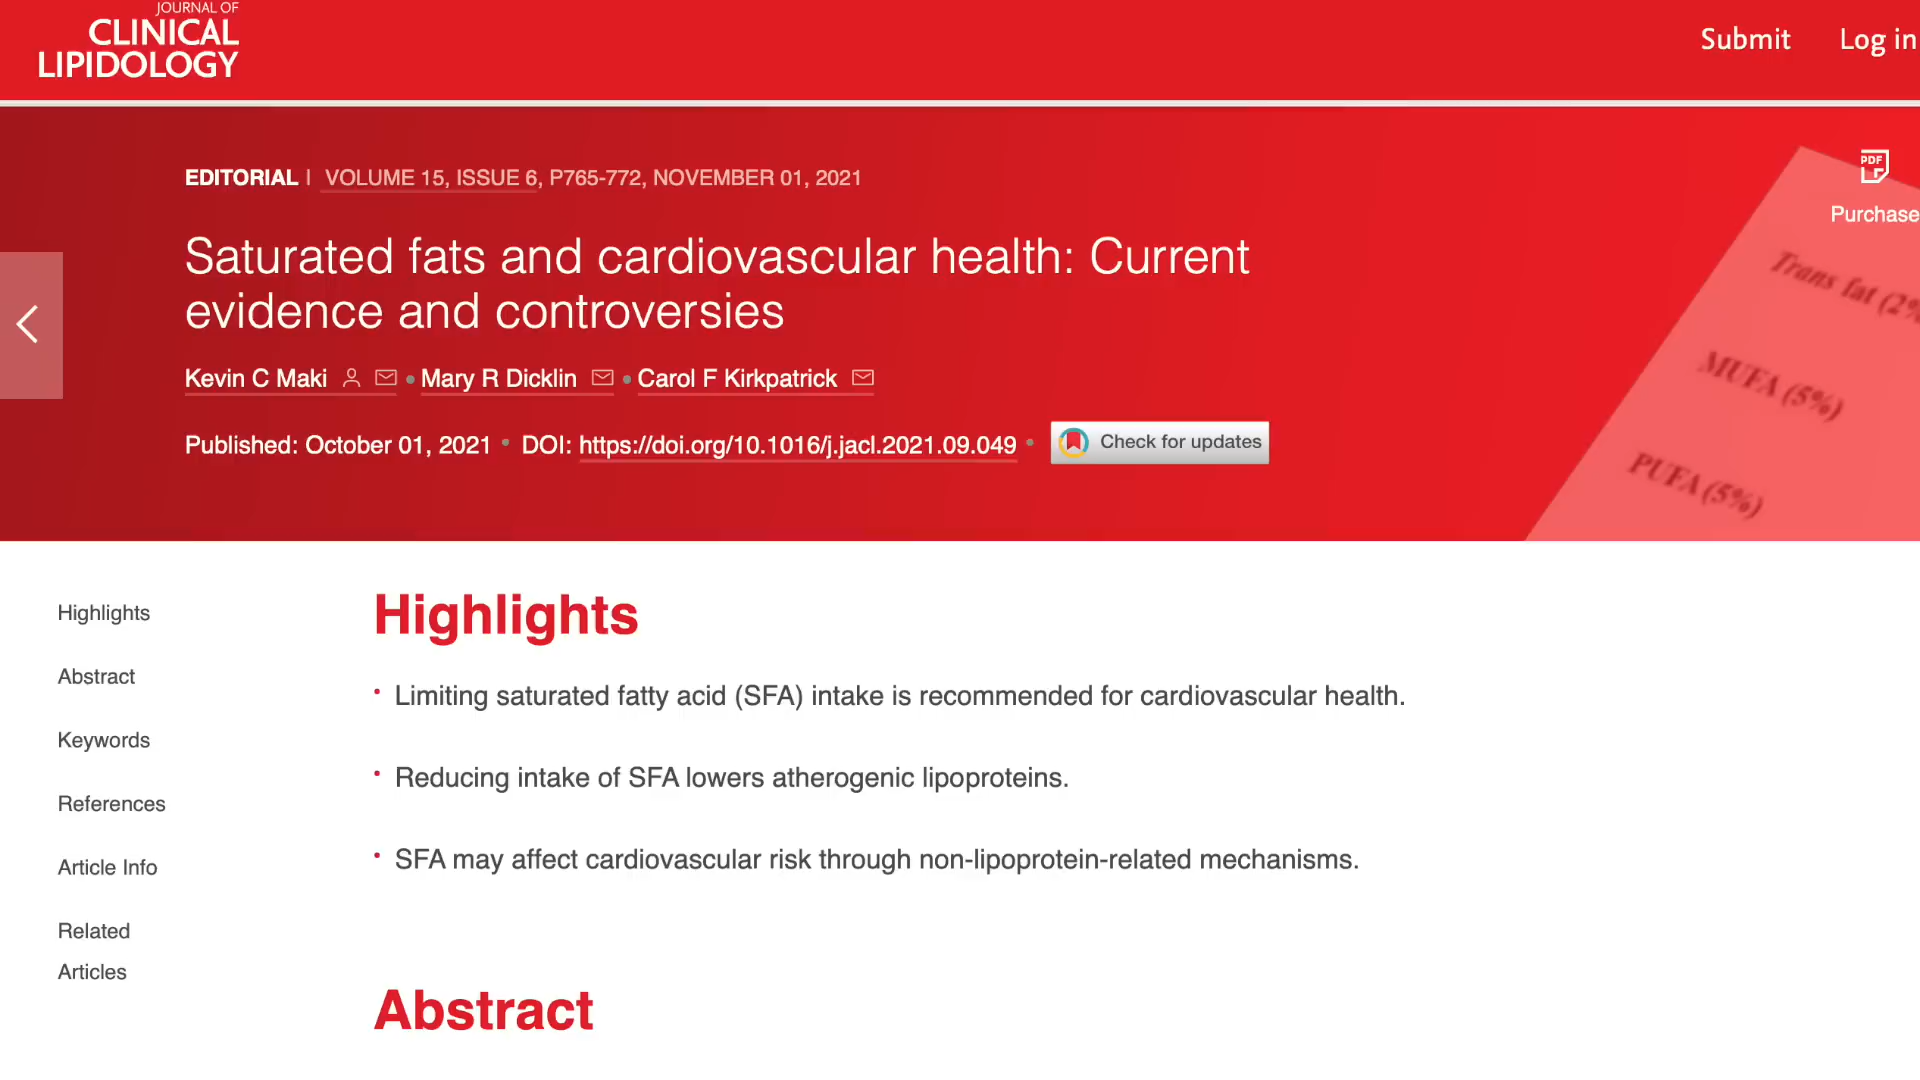 JOURNAL OF
CLINICAL
LIPIDOLOGY
Submit
Log in
EDITORIAL | VOLUME 15, ISSUE 6, P765-772, NOVEMBER 01, 2021
PDF
Purchase
Saturated fats and cardiovascular health: Current
evidence and controversies
Kevin C Maki • Mary R Dicklin • Carol F Kirkpatrick
Published: October 01, 2021 • DOI: https://doi.org/10.1016/j.jacl.2021.09.049 •
Check for updates
Trans fat (2%
MUFA (5%)
PUFA (5%)
Highlights
Abstract
Keywords
References
Article Info
Related
Articles
Highlights
• Limiting saturated fatty acid (SFA) intake is recommended for cardiovascular health.
• Reducing intake of SFA lowers atherogenic lipoproteins.
• SFA may affect cardiovascular risk through non-lipoprotein-related mechanisms.
Abstract